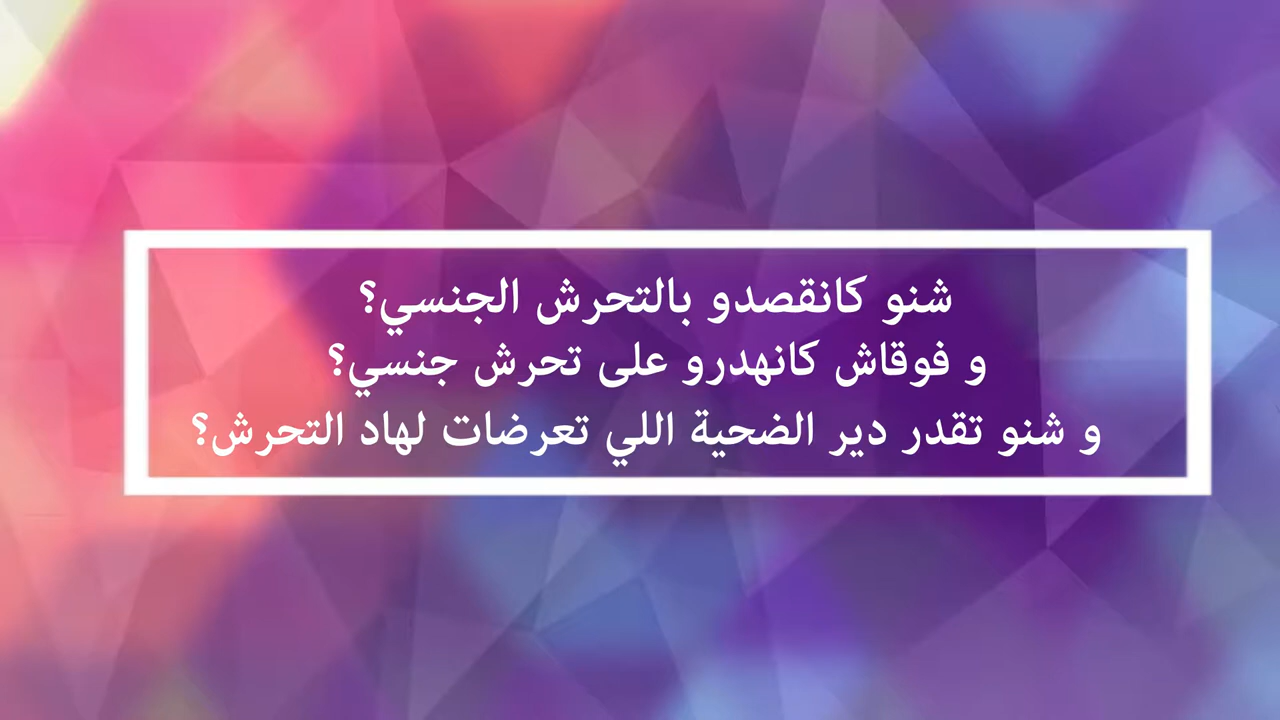 شنو كانقصدو بالتحرش الجنسي؟
و فوقاش كانهدرو على تحرش جنسي؟
و شنو تقدر دير الضحية اللي تعرضات لهاد التحرش؟